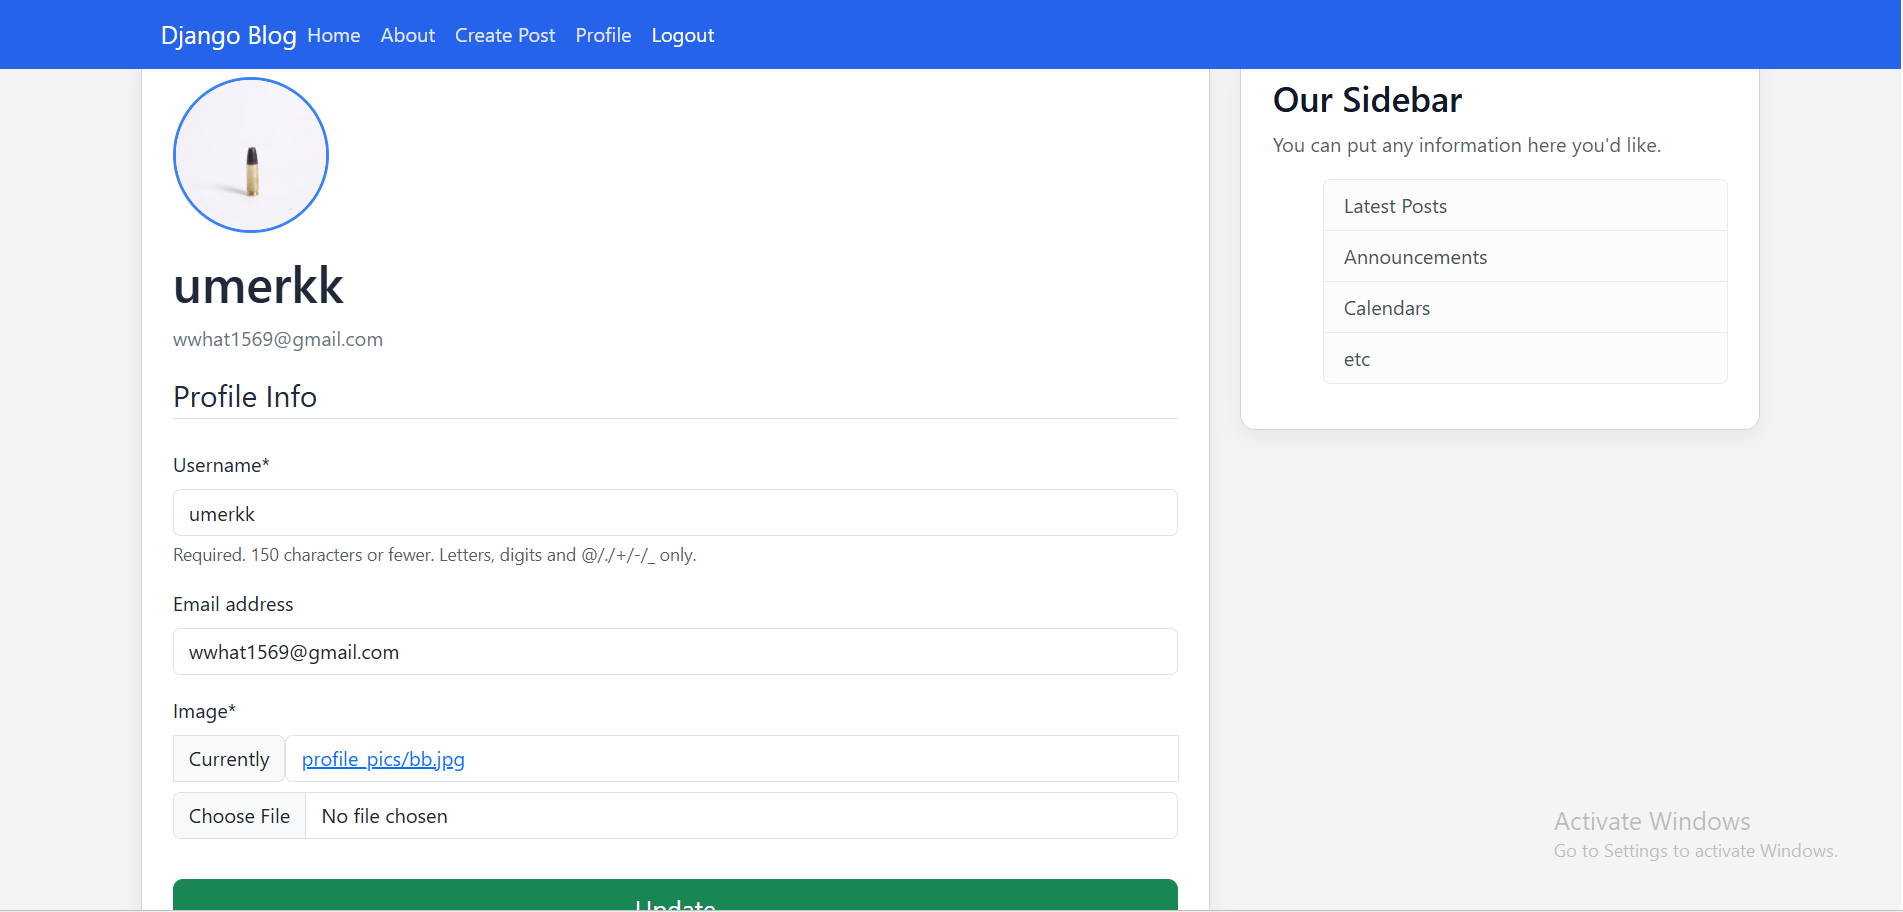 Django Blog Home About Create Post Profile Logout
umerkk
wwhat1569@gmail.com
Profile Info
Username*
umerkk
Required. 150 characters or fewer. Letters, digits and @/./+/-/_ only.
Email address
wwhat1569@gmail.com
Image*
Currently profile_pics/bb.jpg
Choose File No file chosen
Update
Our Sidebar
You can put any information here you'd like.
Latest Posts
Announcements
Calendars
etc
Activate Windows
Go to Settings to activate Windows.